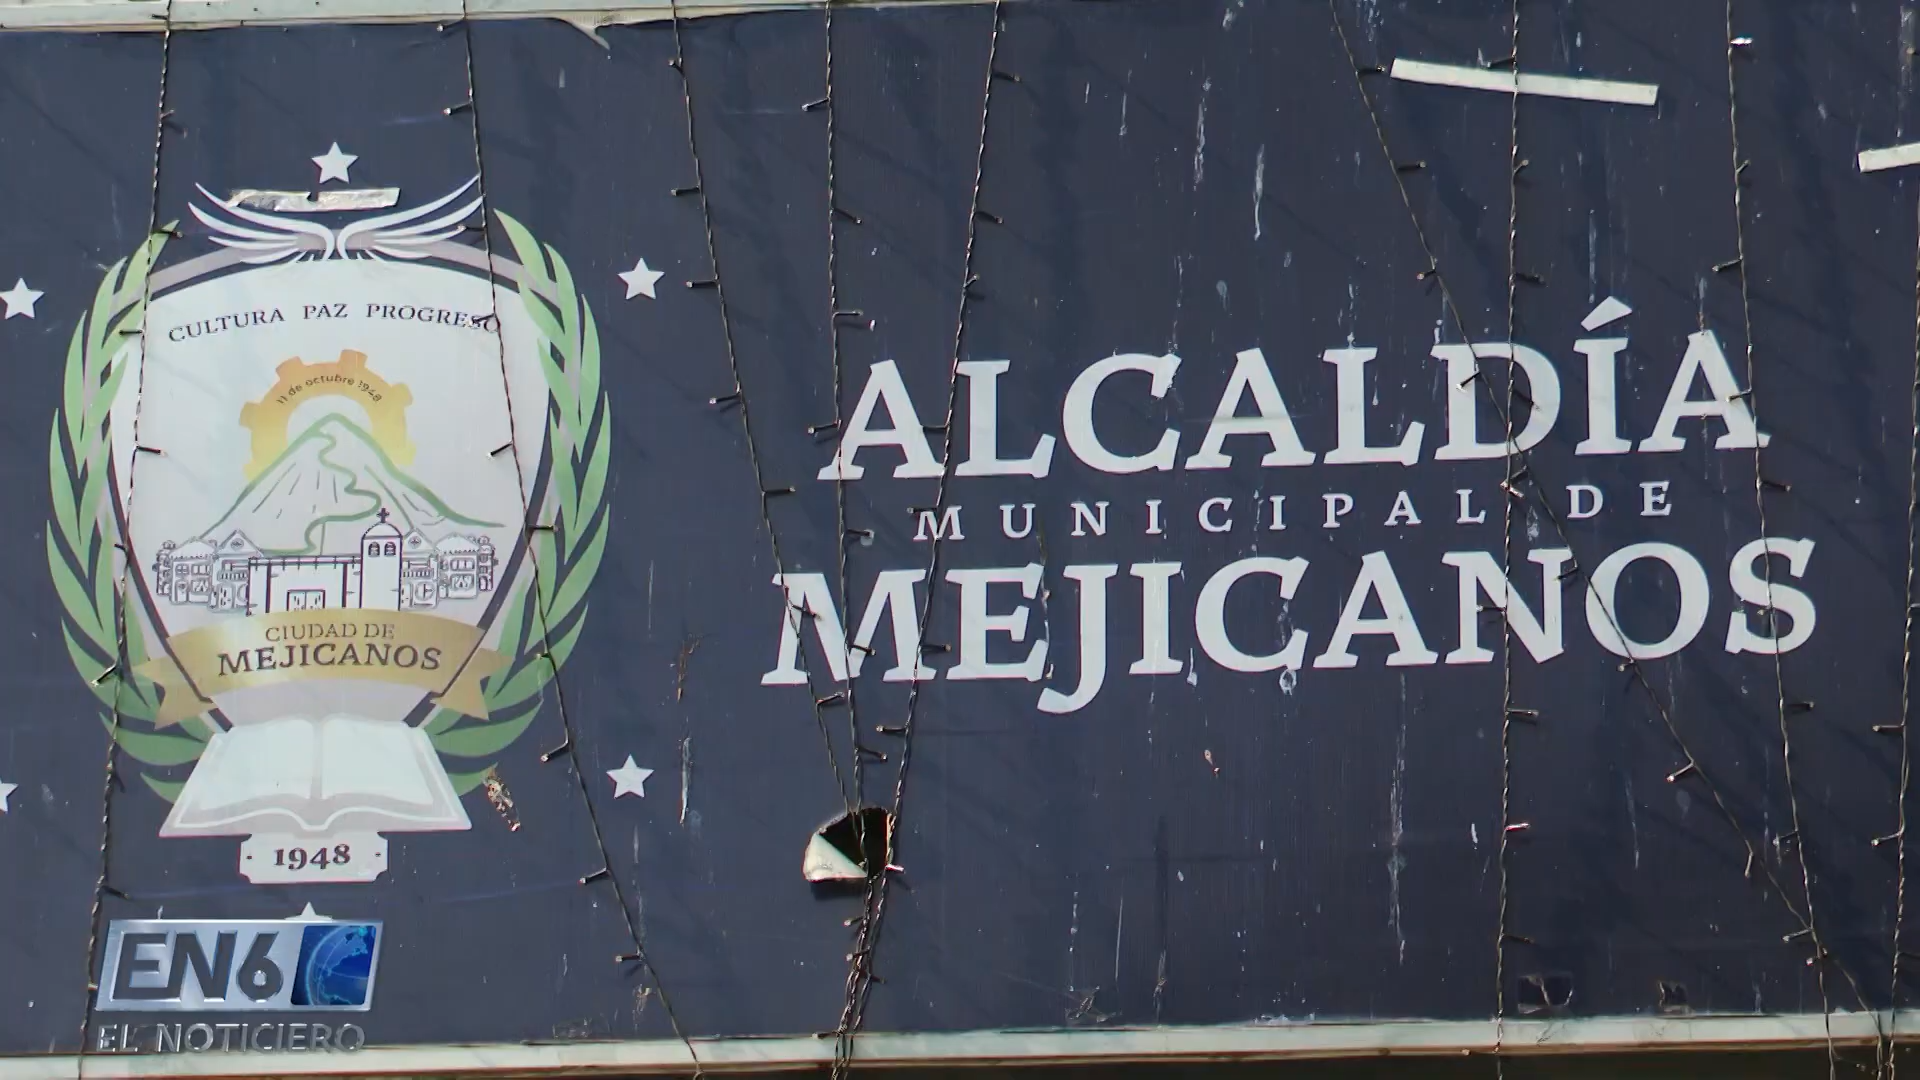 CULTURA PAZ PROGRESO
11 de octubre 1948
CIUDAD DE
MEJICANOS
1948
ALCALDÍA
MUNICIPAL DE
MEJICANOS
EN6
EL NOTICIERO